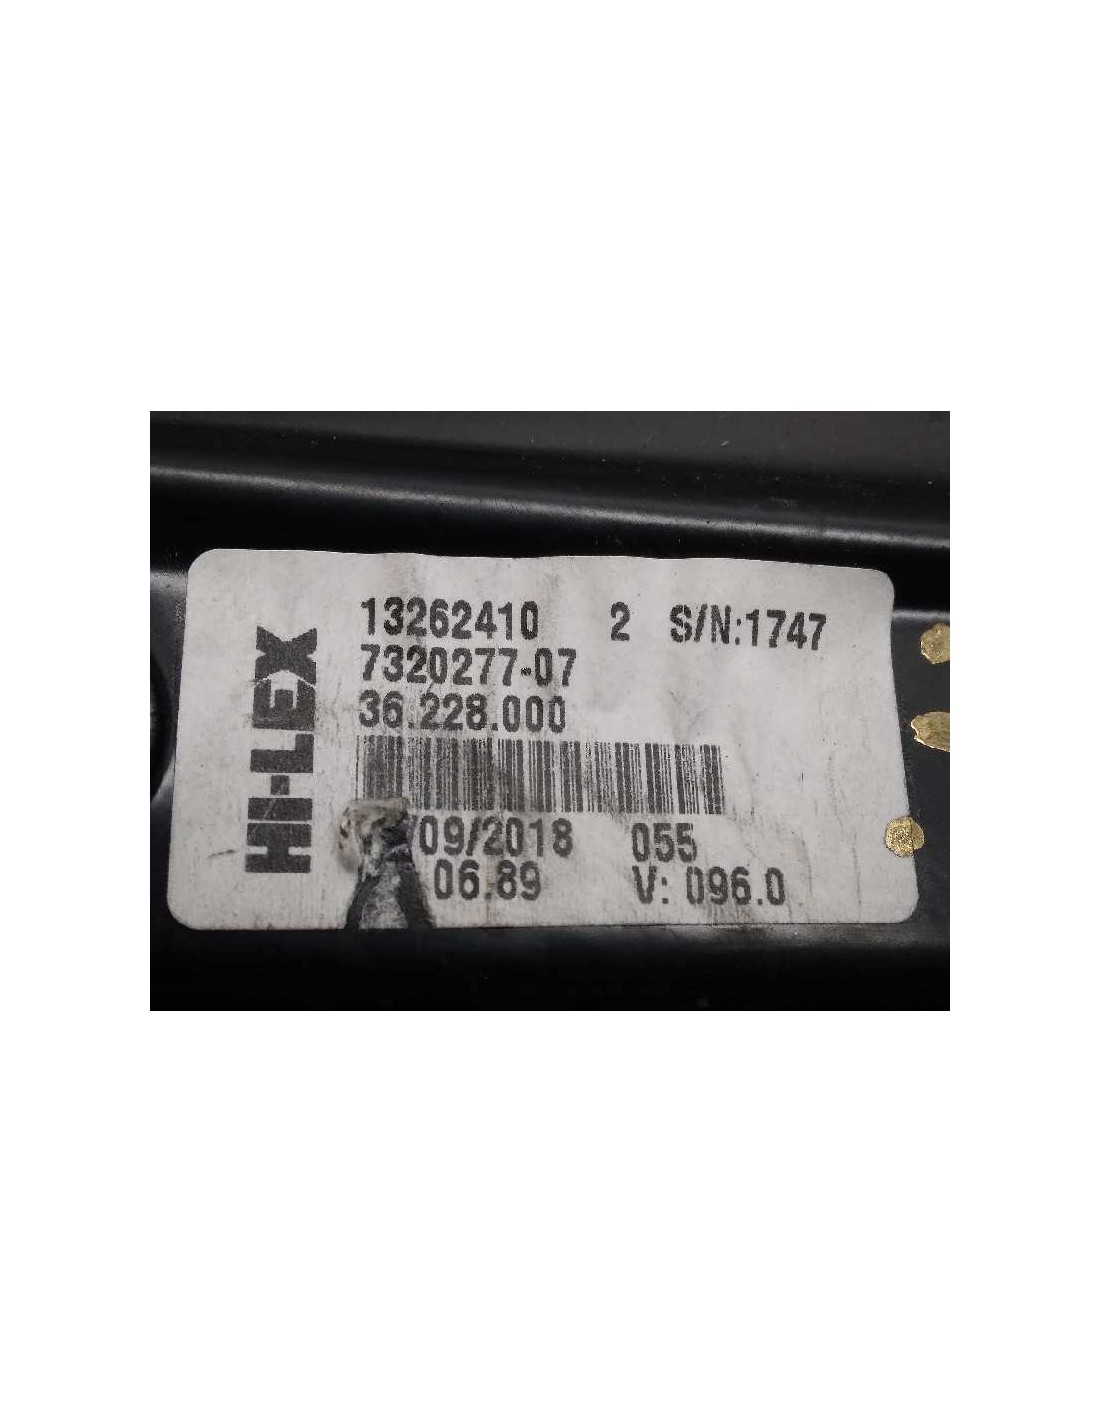 HI-LEX
13262410 2 S/N:1747
7320277-07
36.228.000
/09/2018 055
06.89 V: 096.0